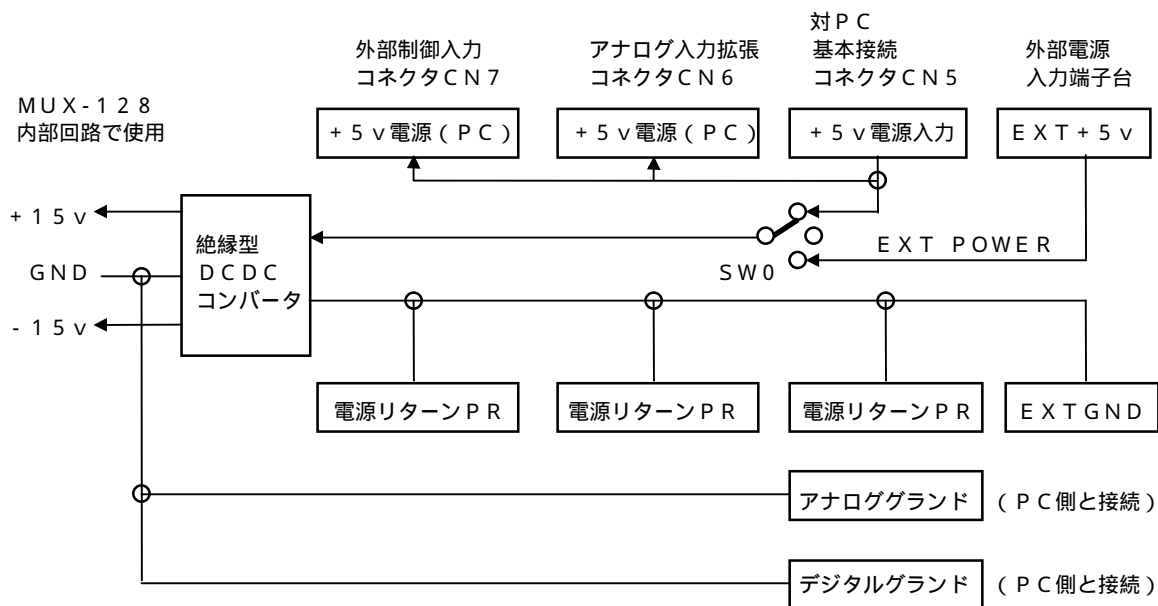 外部制御入力
コネクタCN7
アナログ入力拡張
コネクタCN6
対PC
基本接続
コネクタCN5
外部電源
入力端子台
MUX-128
内部回路で使用
+5v電源(PC)
+5v電源(PC)
+5v電源入力
EXT+5v
+15v
GND
-15v
絶縁型
DCDC
コンバータ
SW0
EXT POWER
電源リターンPR
電源リターンPR
電源リターンPR
EXTGND
アナロググランド
(PC側と接続)
デジタルグランド
(PC側と接続)